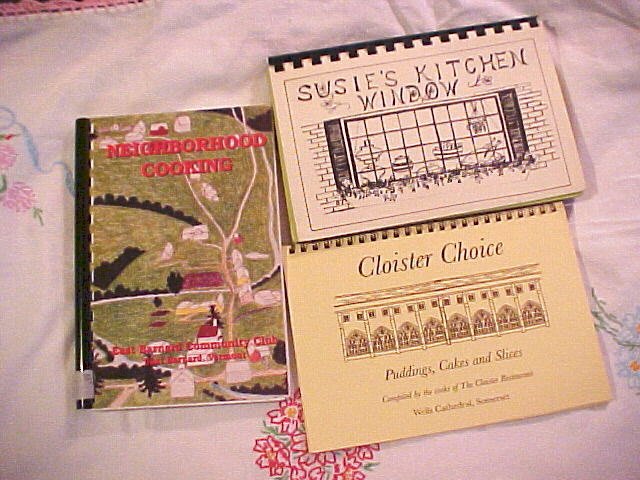 NEIGHBORHOOD
COOKING
East Barnard Community Club
East Barnard, Vermont
SUSIE'S KITCHEN
WINDOW
Cloister Choice
Puddings, Cakes and Slices
Compiled by the cooks of The Cloister Restaurant
Wells Cathedral, Somerset